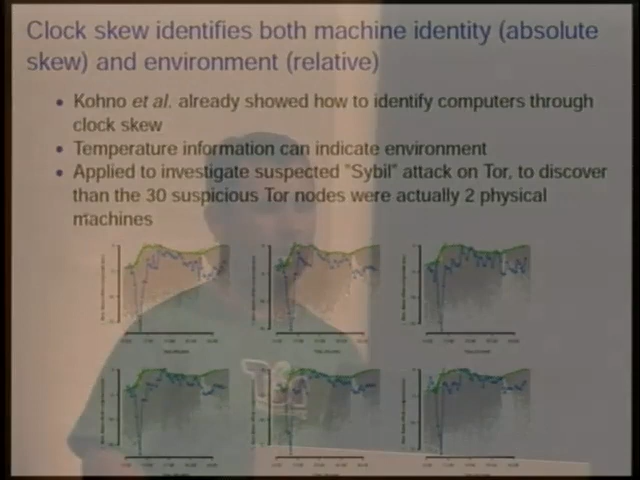 Clock skew identifies both machine identity (absolute
skew) and environment (relative)
• Kohno et al. already showed how to identify computers through
clock skew
• Temperature information can indicate environment
• Applied to investigate suspected "Sybil" attack on Tor, to discover
than the 30 suspicious Tor nodes were actually 2 physical
machines